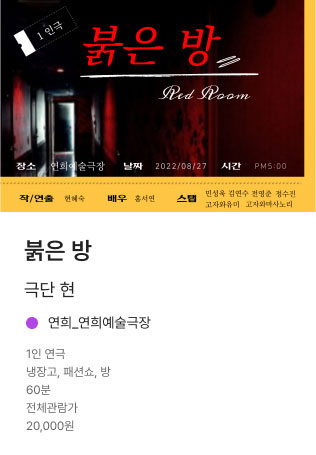 1인극
붉은 방
Red Room
장소 연희예술극장 날짜 2022/08/27 시간 PM5:00
작/연출 현혜숙 배우 홍서연 스탭 민성욱 김연수 전영준 정수진
고자와유미 고자와마사노리
붉은 방
극단 현
연희_연희예술극장
1인 연극
냉장고, 패션쇼, 방
60분
전체관람가
20,000원